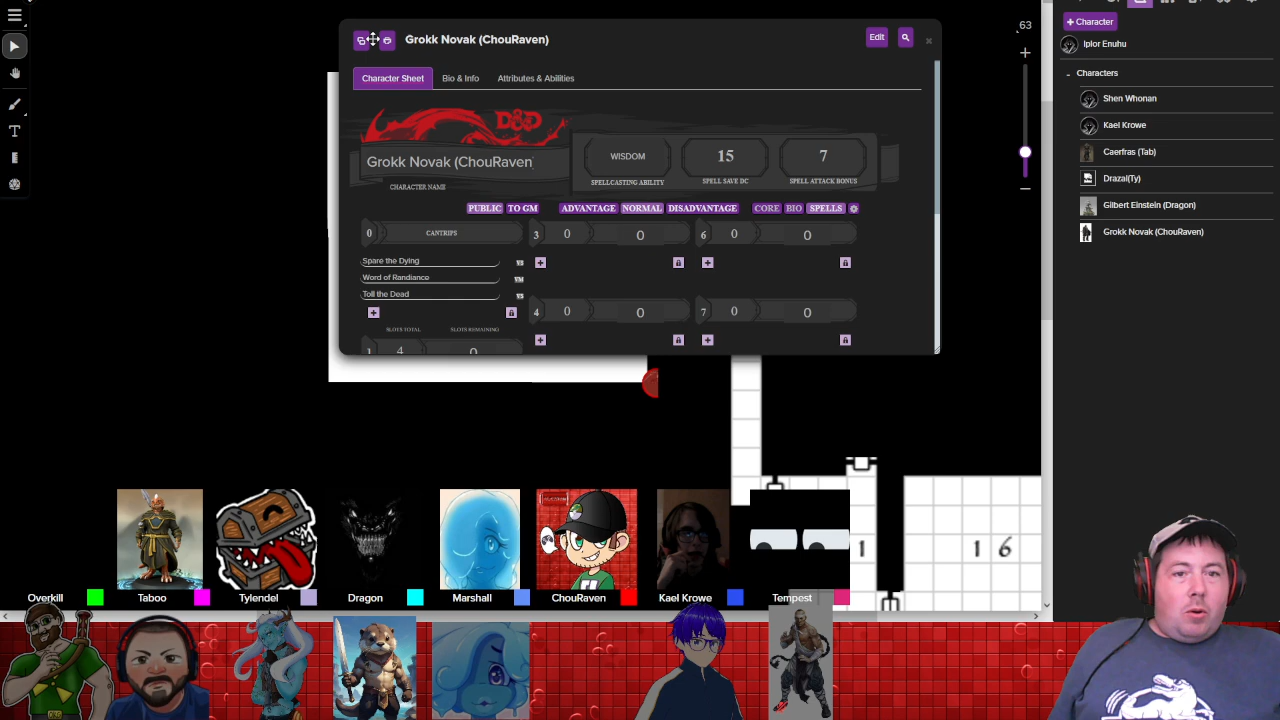 Grokk Novak (ChouRaven)
Edit
Character Sheet
Bio & Info
Attributes & Abilities
D&D
Grokk Novak (ChouRaven
CHARACTER NAME
WISDOM
SPELLCASTING ABILITY
15
SPELL SAVE DC
7
SPELL ATTACK BONUS
PUBLIC
TO GM
ADVANTAGE
NORMAL
DISADVANTAGE
CORE
BIO
SPELLS
0
CANTRIPS
3
0
0
6
0
0
Spare the Dying
Word of Randiance
Toll the Dead
4
0
0
7
0
0
SLOTS TOTAL
SLOTS REMAINING
1
4
0
63
+ Character
Iplor Enuhu
Characters
Shen Whonan
Kael Krowe
Caerfras (Tab)
Drazal(Ty)
Gilbert Einstein (Dragon)
Grokk Novak (ChouRaven)
1
1 6
Overkill
Taboo
Tylendel
Dragon
Marshall
ChouRaven
Kael Krowe
Tempest